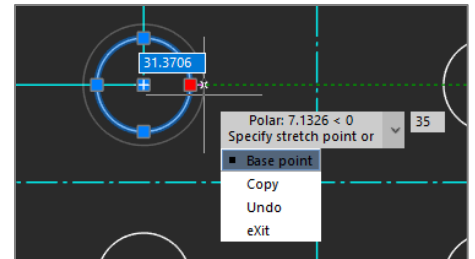 31.3706
Polar: 7.1326 < 0
Specify stretch point or
35
Base point
Copy
Undo
eXit